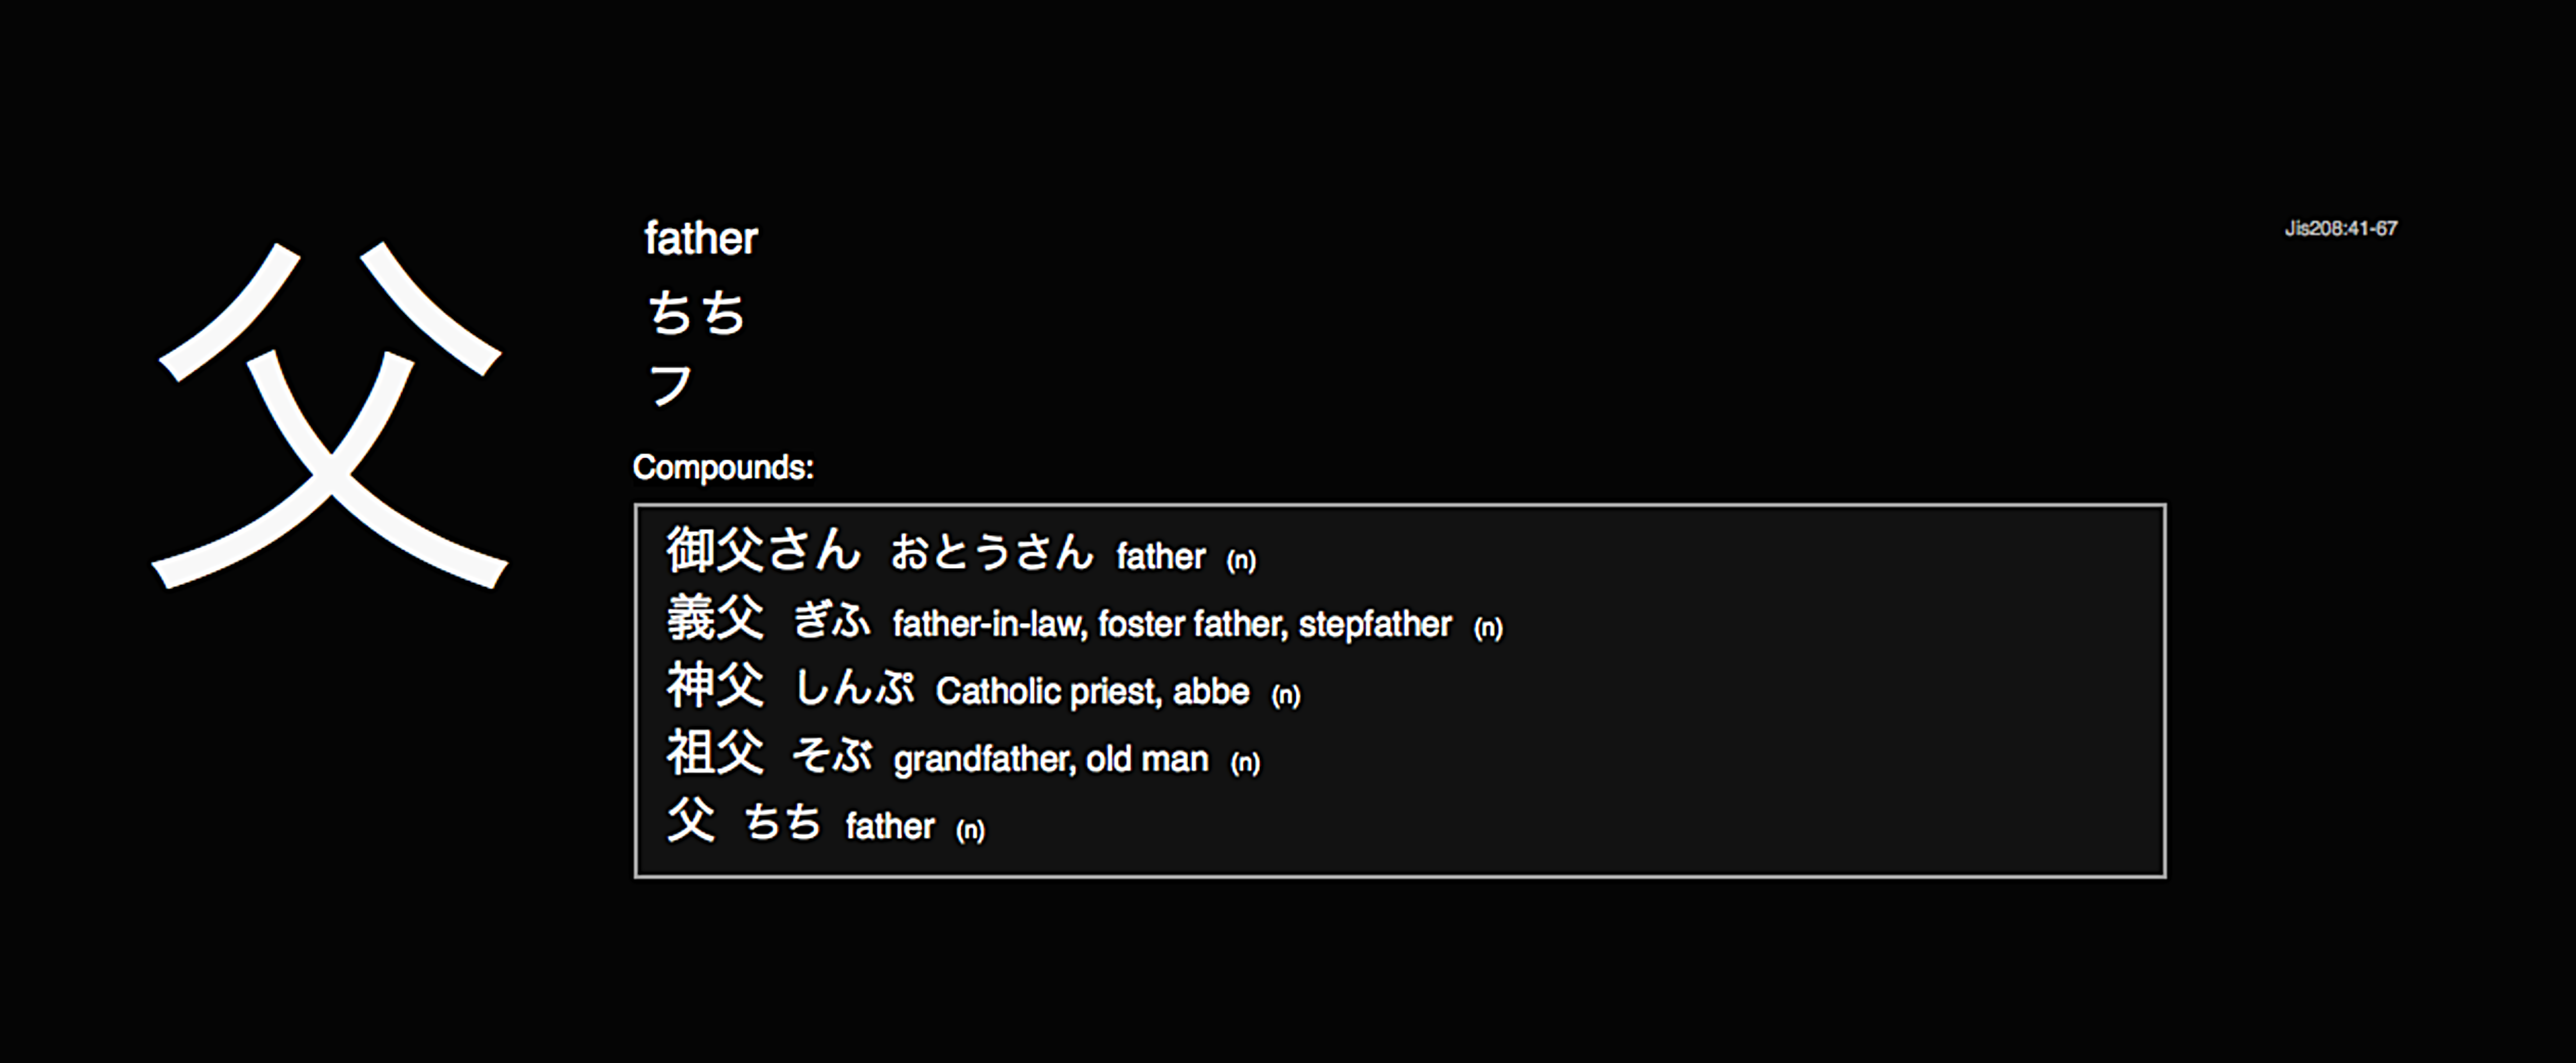 父
father
ちち
フ
Jis208:41-67
Compounds:
御父さん おとうさん father (n)
義父 ぎふ father-in-law, foster father, stepfather (n)
神父 しんぷ Catholic priest, abbe (n)
祖父 そぶ grandfather, old man (n)
父 ちち father (n)